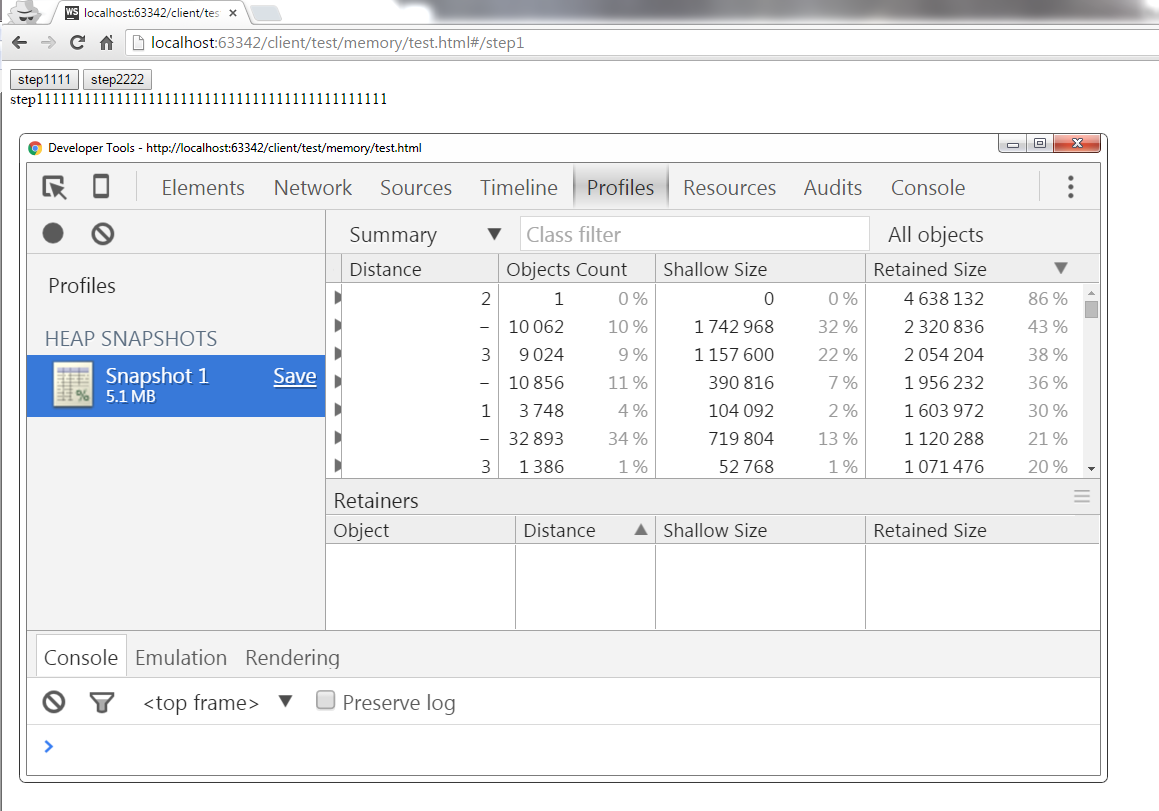 WS localhost:63342/client/tes
localhost:63342/client/test/memory/test.html#/step1
step1111 step2222
Developer Tools - http://localhost:63342/client/test/memory/test.html
Elements Network Sources Timeline Profiles Resources Audits Console
Summary Class filter All objects
Profiles
HEAP SNAPSHOTS
Snapshot 1 Save
5.1 MB
Distance Objects Count Shallow Size Retained Size
2 1 0 % 0 0 % 4 638 132 86 %
– 10 062 10 % 1 742 968 32 % 2 320 836 43 %
3 9 024 9 % 1 157 600 22 % 2 054 204 38 %
– 10 856 11 % 390 816 7 % 1 956 232 36 %
1 3 748 4 % 104 092 2 % 1 603 972 30 %
– 32 893 34 % 719 804 13 % 1 120 288 21 %
3 1 386 1 % 52 768 1 % 1 071 476 20 %
Retainers
Object Distance Shallow Size Retained Size
Console Emulation Rendering
<top frame> Preserve log